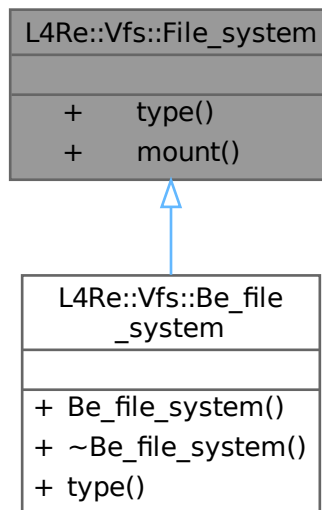 L4Re::Vfs::File_system
+ type()
+ mount()
L4Re::Vfs::Be_file
_system
+ Be_file_system()
+ ~Be_file_system()
+ type()